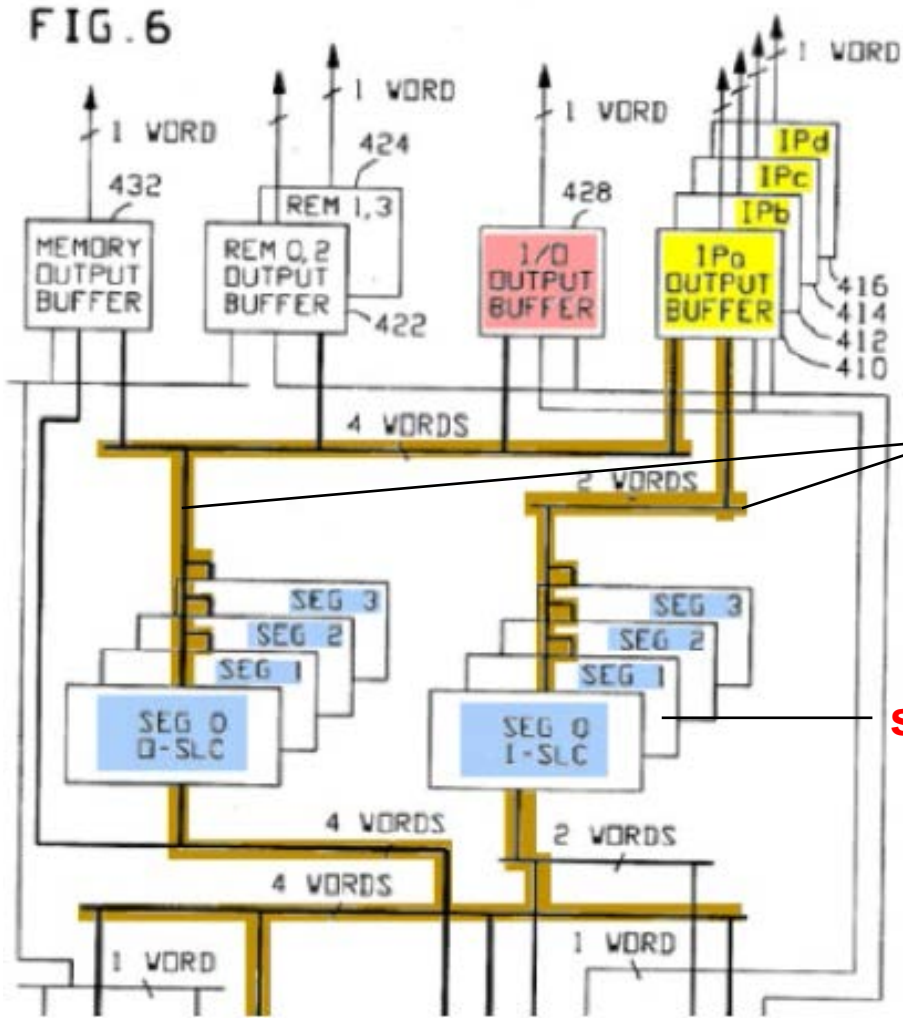 FIG.6
1 WORD
1 WORD
1 WORD
1 WORD
432
424
428
IPd
IPc
IPb
REM 1,3
MEMORY
OUTPUT
BUFFER
REM 0,2
OUTPUT
BUFFER
I/O
OUTPUT
BUFFER
IPa
OUTPUT
BUFFER
422
416
414
412
410
4 WORDS
2 WORDS
SEG 3
SEG 2
SEG 1
SEG 0
O-SLC
SEG 3
SEG 2
SEG 1
SEG 0
I-SLC
S
4 WORDS
2 WORDS
4 WORDS
1 WORD
1 WORD